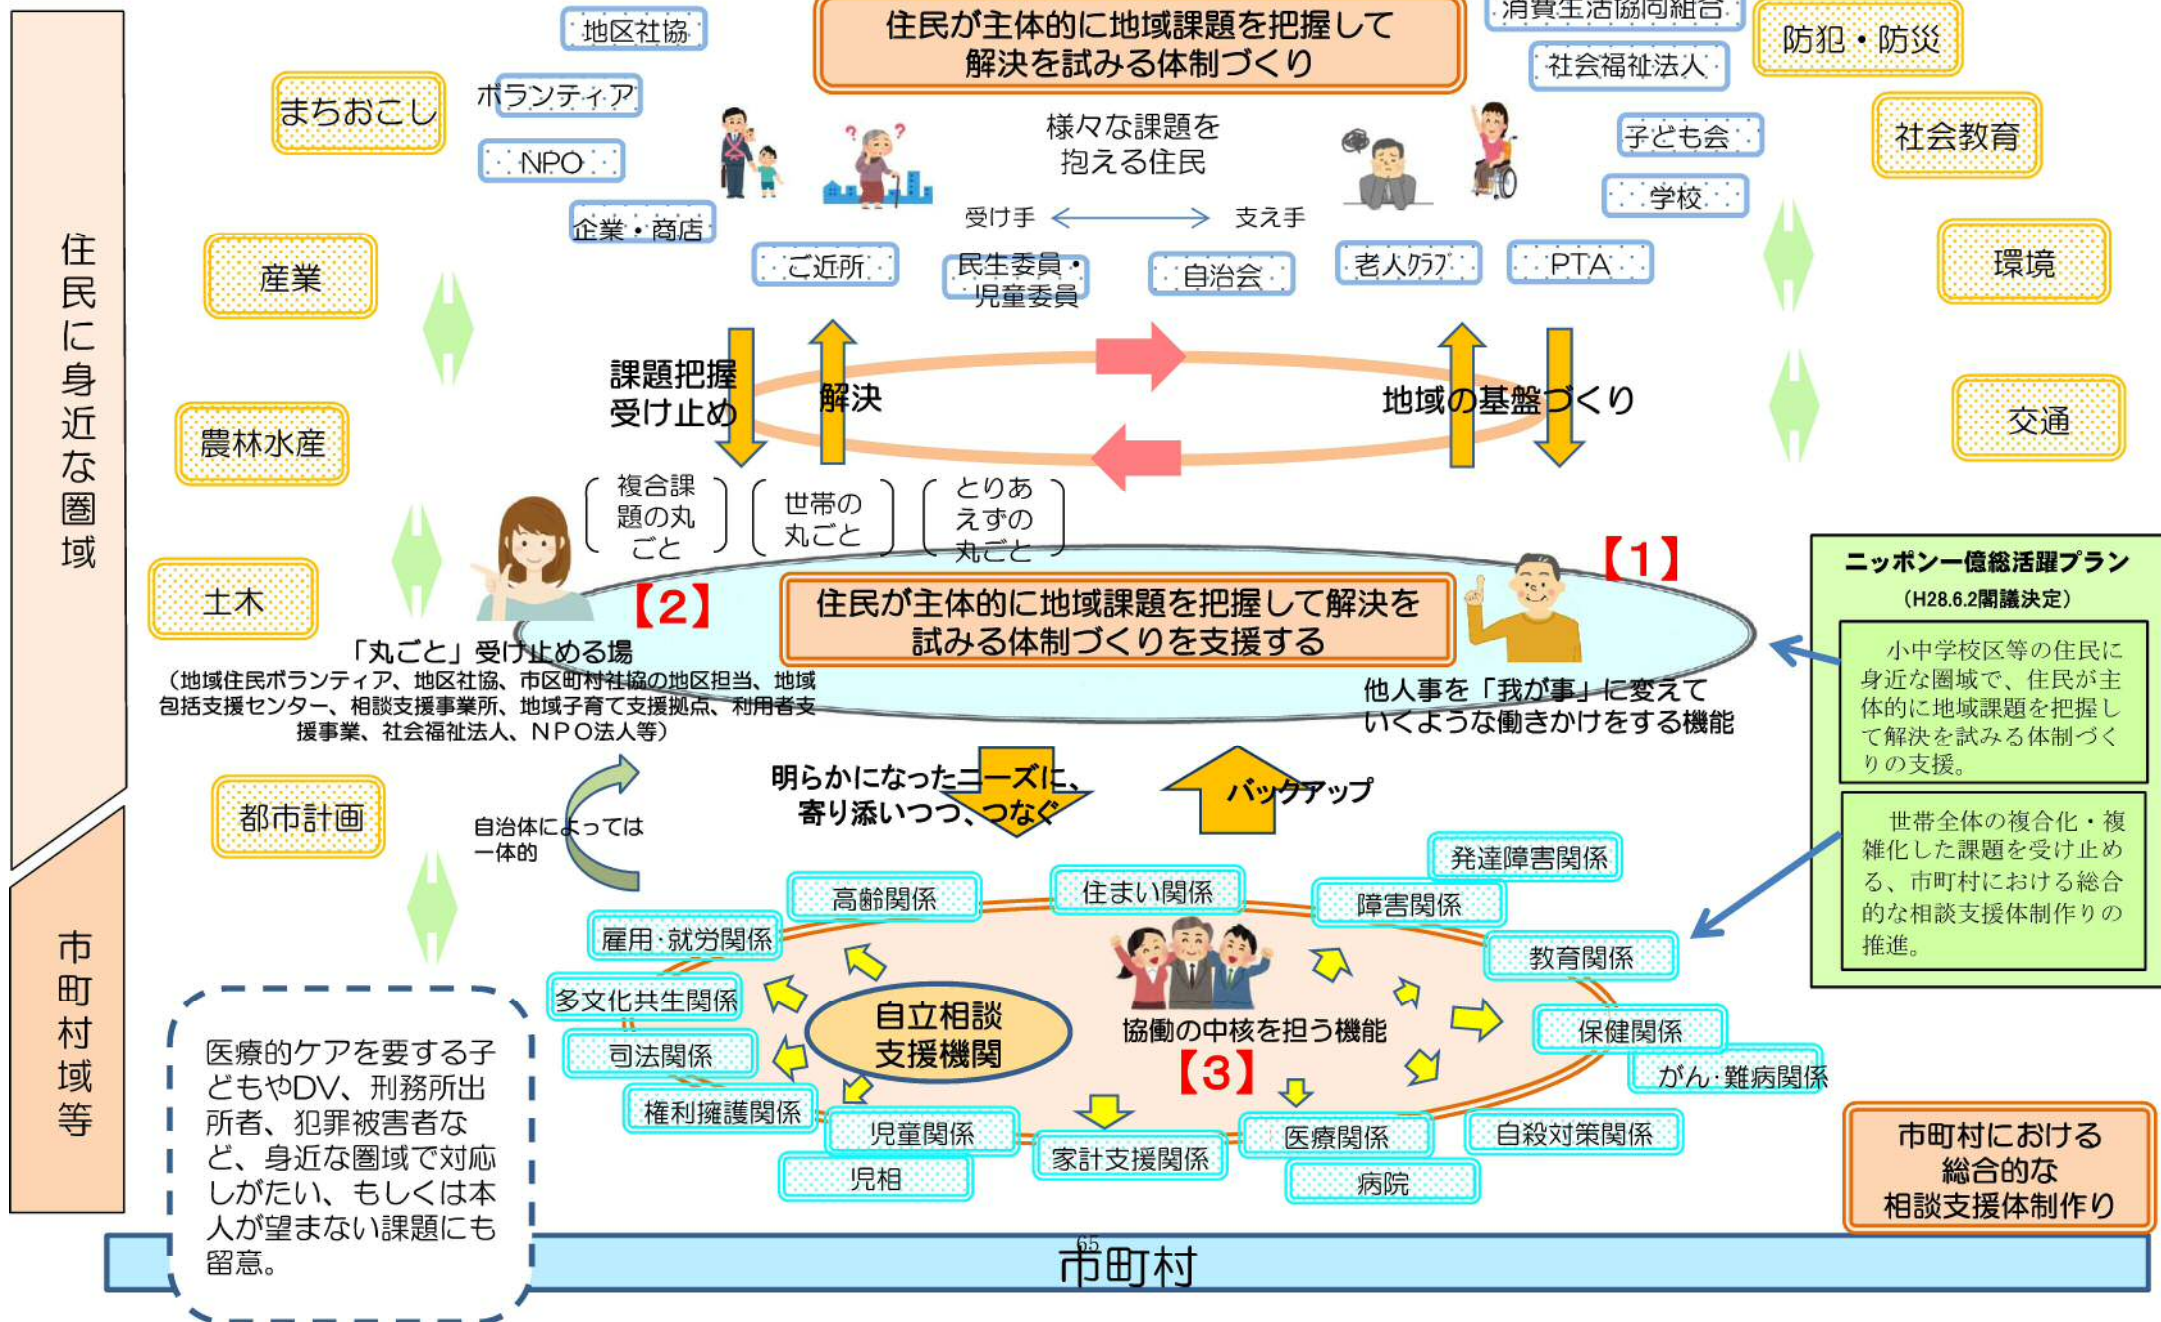 住民に身近な圏域
市町村域等
地区社協
ボランティア
NPO
企業・商店
まちおこし
産業
農林水産
土木
都市計画
住民が主体的に地域課題を把握して
解決を試みる体制づくり
様々な課題を
抱える住民
受け手
支え手
ご近所
民生委員・
児童委員
自治会
老人クラブ
PTA
消費生活協同組合
社会福祉法人
子ども会
学校
防犯・防災
社会教育
環境
交通
課題把握
受け止め
解決
地域の基盤づくり
複合課
題の丸
ごと
世帯の
丸ごと
とりあ
えずの
丸ごと
【2】
住民が主体的に地域課題を把握して解決を
試みる体制づくりを支援する
【1】
「丸ごと」受け止める場
（地域住民ボランティア、地区社協、市区町村社協の地区担当、地域
包括支援センター、相談支援事業所、地域子育て支援拠点、利用者支
援事業、社会福祉法人、NPO法人等）
他人事を「我が事」に変えて
いくような働きかけをする機能
ニッポン一億総活躍プラン
（H28.6.2閣議決定）
小中学校区等の住民に
身近な圏域で、住民が主
体的に地域課題を把握し
て解決を試みる体制づく
りの支援。
世帯全体の複合化・複
雑化した課題を受け止め
る、市町村における総合
的な相談支援体制作りの
推進。
明らかになったニーズに、
寄り添いつつ、つなぐ
バックアップ
自治体によっては
一体的
高齢関係
住まい関係
障害関係
発達障害関係
雇用・就労関係
教育関係
多文化共生関係
保健関係
司法関係
がん・難病関係
権利擁護関係
児童関係
児相
家計支援関係
医療関係
病院
自殺対策関係
自立相談
支援機関
協働の中核を担う機能
【3】
医療的ケアを要する子
どもやDV、刑務所出
所者、犯罪被害者な
ど、身近な圏域で対応
しがたい、もしくは本
人が望まない課題にも
留意。
市町村における
総合的な
相談支援体制作り
65
市町村